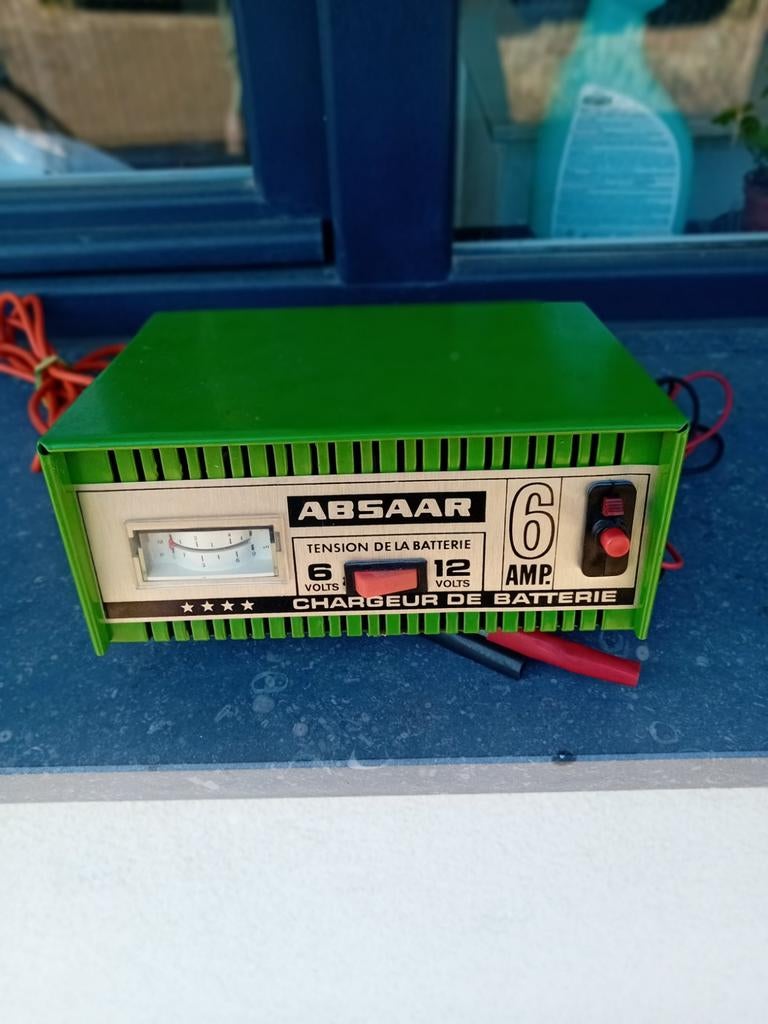 ABSAAR
TENSION DE LA BATTERIE
6 VOLTS
12 VOLTS
6
AMP.
★★★★ CHARGEUR DE BATTERIE